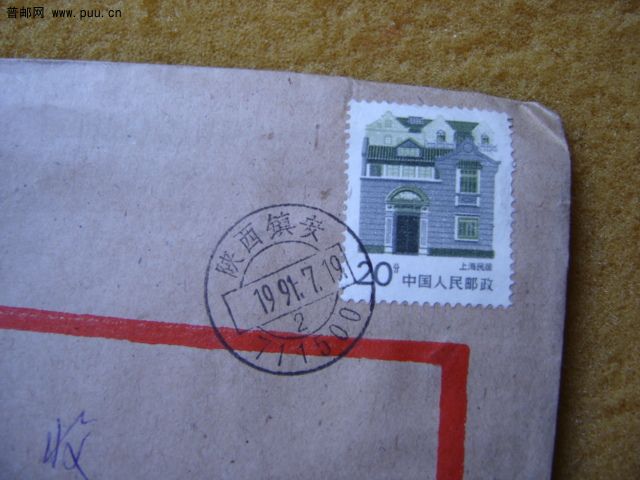 普邮网 www.puu.cn
20分
上海民居
中国人民邮政
陕西镇安
1991.7.19
2
711500
收